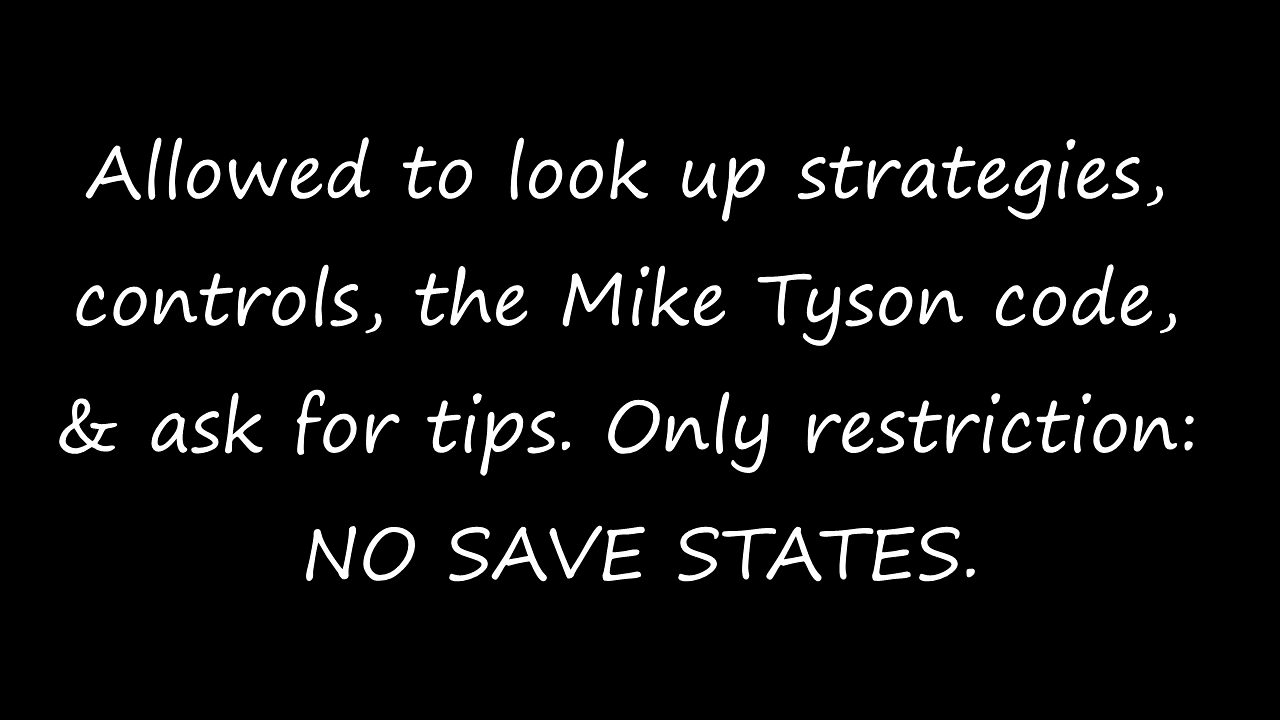 Allowed to look up strategies,
controls, the Mike Tyson code,
& ask for tips. Only restriction:
NO SAVE STATES.